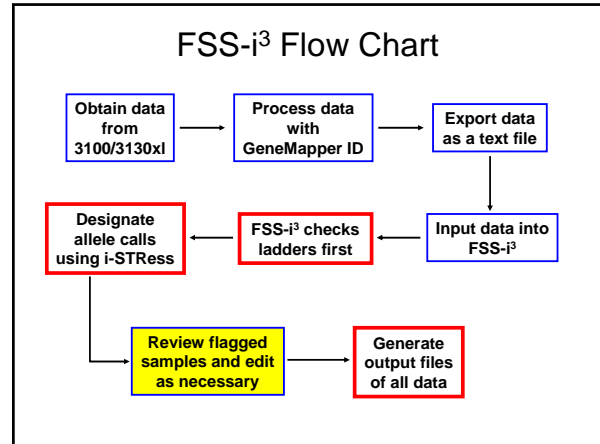 FSS-i³ Flow Chart
Obtain data
from
3100/3130xl
Process data
with
GeneMapper ID
Export data
as a text file
Input data into
FSS-i³
FSS-i³ checks
ladders first
Designate
allele calls
using i-STRess
Review flagged
samples and edit
as necessary
Generate
output files
of all data